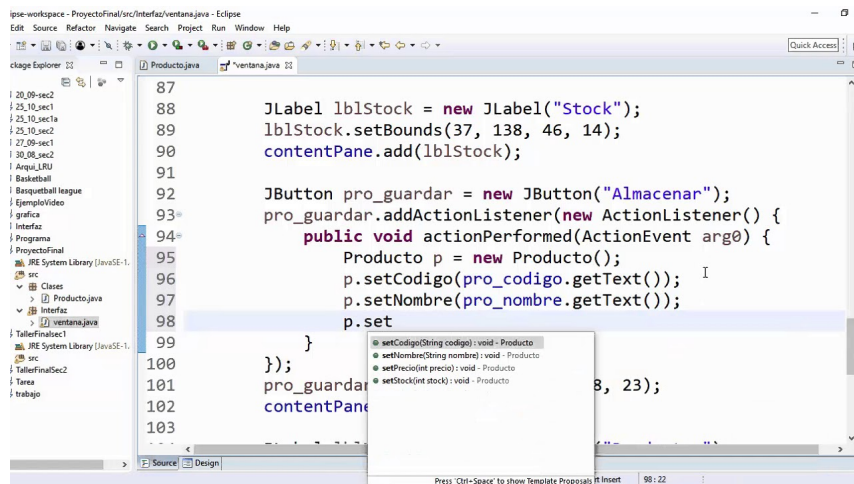 ipse-workspace - ProyectoFinal/src/Interfaz/ventana.java - Eclipse
Edit Source Refactor Navigate Search Project Run Window Help
Quick Access
ckage Explorer
Producto.java
*ventana.java
20_09-sec2
25_10_sec1
25_10_sec1a
25_10_sec2
27_09-sec1
30_08_sec2
Arqui_LRU
Basketball
Basquetball league
EjemploVideo
grafica
Interfaz
Programa
ProyectoFinal
JRE System Library [JavaSE-1.
src
Clases
Producto.java
Interfaz
ventana.java
TallerFinalsec1
JRE System Library [JavaSE-1.
src
TallerFinalSec2
Tarea
trabajo
87
88 JLabel lblStock = new JLabel("Stock");
89 lblStock.setBounds(37, 138, 46, 14);
90 contentPane.add(lblStock);
91
92 JButton pro_guardar = new JButton("Almacenar");
93 pro_guardar.addActionListener(new ActionListener() {
94 public void actionPerformed(ActionEvent arg0) {
95 Producto p = new Producto();
96 p.setCodigo(pro_codigo.getText());
97 p.setNombre(pro_nombre.getText());
98 p.set
99 }
100 });
101 pro_guardar 8, 23);
102 contentPane
103
setCodigo(String codigo) : void - Producto
setNombre(String nombre) : void - Producto
setPrecio(int precio) : void - Producto
setStock(int stock) : void - Producto
Press 'Ctrl+Space' to show Template Proposals
Source Design
rt Insert
98 : 22